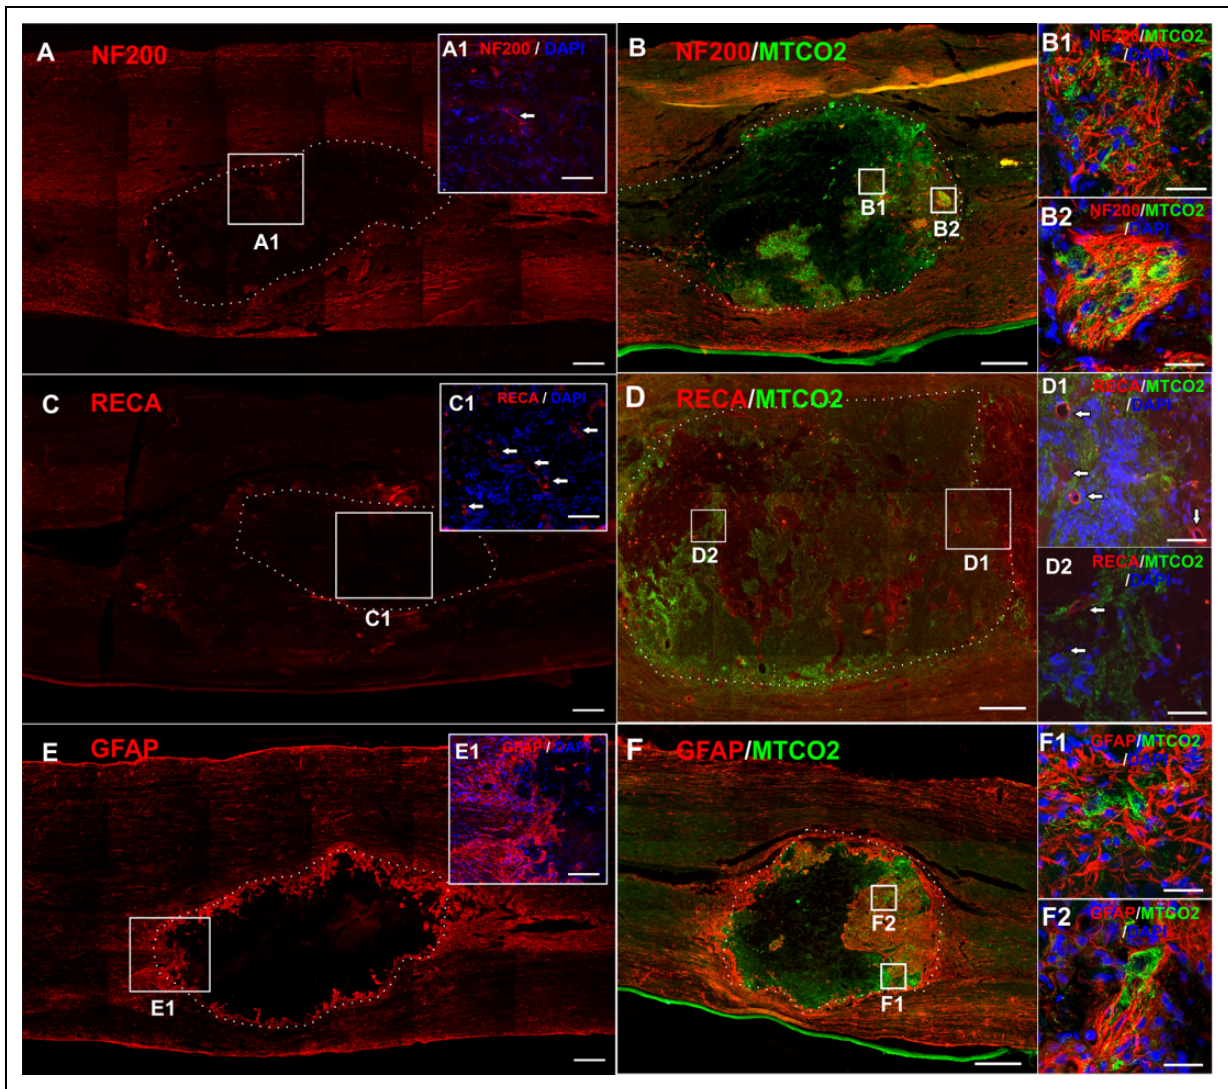 A NF200
A1 NF200 / DAPI
A1
B NF200/MTCO2
B1
B2
B1 NF200/MTCO2
/DAPI
B2 NF200/MTCO2
/DAPI
C RECA
C1 RECA / DAPI
C1
D RECA/MTCO2
D2
D1
D1 RECA/MTCO2
/DAPI
D2 RECA/MTCO2
/DAPI
E GFAP
E1 GFAP / DAPI
E1
F GFAP/MTCO2
F2
F1
F1 GFAP/MTCO2
/DAPI
F2 GFAP/MTCO2
/DAPI